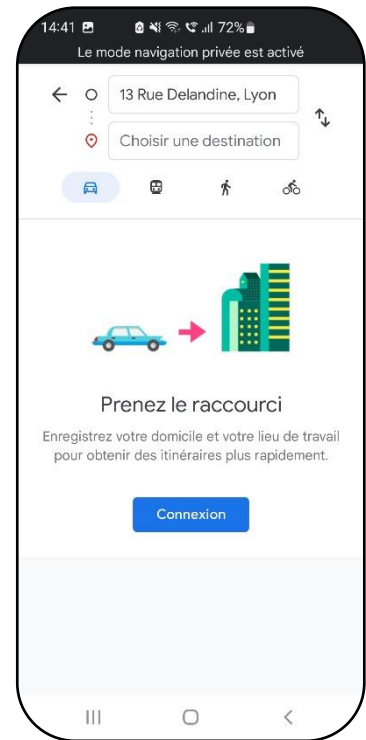 14:41 72%
Le mode navigation privée est activé
13 Rue Delandine, Lyon
Choisir une destination
Prenez le raccourci
Enregistrez votre domicile et votre lieu de travail
pour obtenir des itinéraires plus rapidement.
Connexion